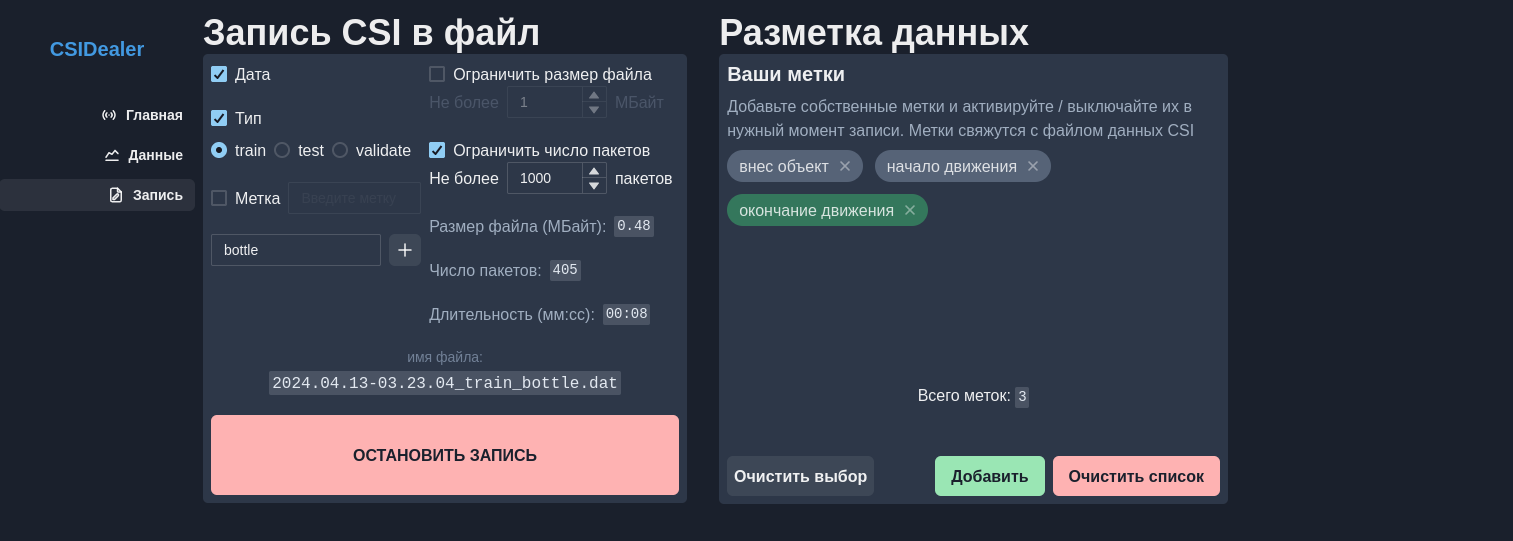 CSIDealer
Главная
Данные
Запись
Запись CSI в файл
Дата
Тип
train test validate
Метка Введите метку
bottle
Ограничить размер файла
Не более 1 МБайт
Ограничить число пакетов
Не более 1000 пакетов
Размер файла (МБайт): 0.48
Число пакетов: 405
Длительность (мм:сс): 00:08
имя файла:
2024.04.13-03.23.04_train_bottle.dat
ОСТАНОВИТЬ ЗАПИСЬ
Разметка данных
Ваши метки
Добавьте собственные метки и активируйте / выключайте их в
нужный момент записи. Метки свяжутся с файлом данных CSI
внес объект начало движения
окончание движения
Всего меток: 3
Очистить выбор Добавить Очистить список